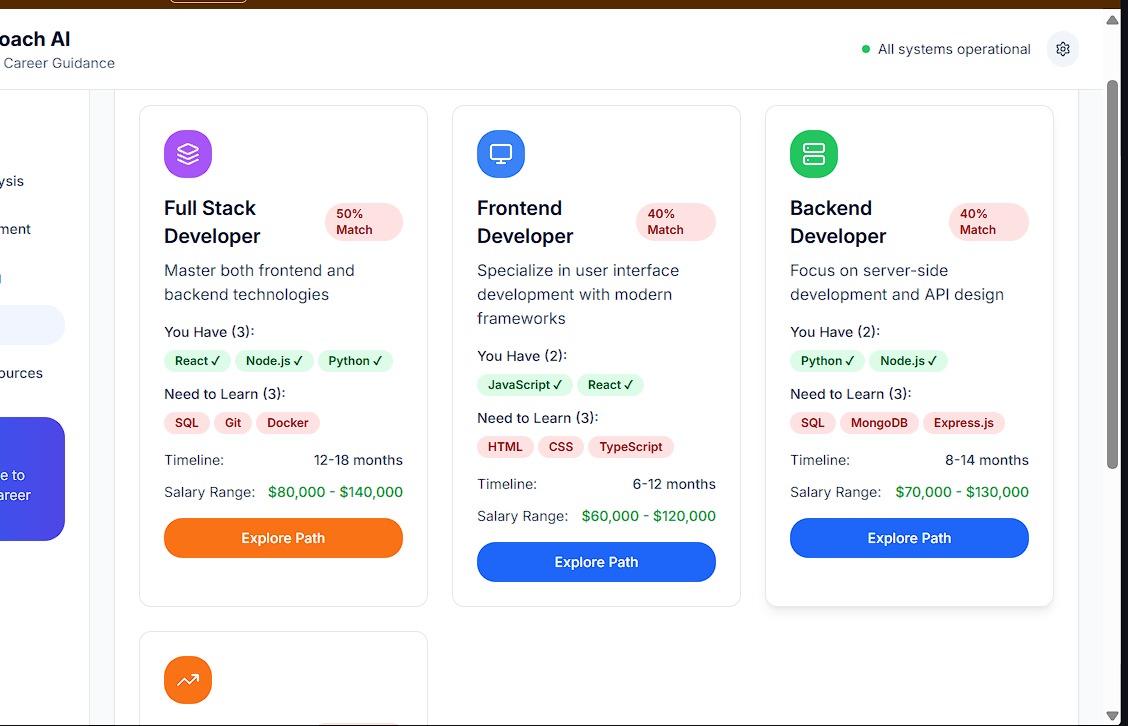 oach AI
Career Guidance
All systems operational
ysis
ment
ources
e to
areer
Full Stack
Developer
50%
Match
Master both frontend and
backend technologies
You Have (3):
React ✓ Node.js ✓ Python ✓
Need to Learn (3):
SQL Git Docker
Timeline: 12-18 months
Salary Range: $80,000 - $140,000
Explore Path
Frontend
Developer
40%
Match
Specialize in user interface
development with modern
frameworks
You Have (2):
JavaScript ✓ React ✓
Need to Learn (3):
HTML CSS TypeScript
Timeline: 6-12 months
Salary Range: $60,000 - $120,000
Explore Path
Backend
Developer
40%
Match
Focus on server-side
development and API design
You Have (2):
Python ✓ Node.js ✓
Need to Learn (3):
SQL MongoDB Express.js
Timeline: 8-14 months
Salary Range: $70,000 - $130,000
Explore Path